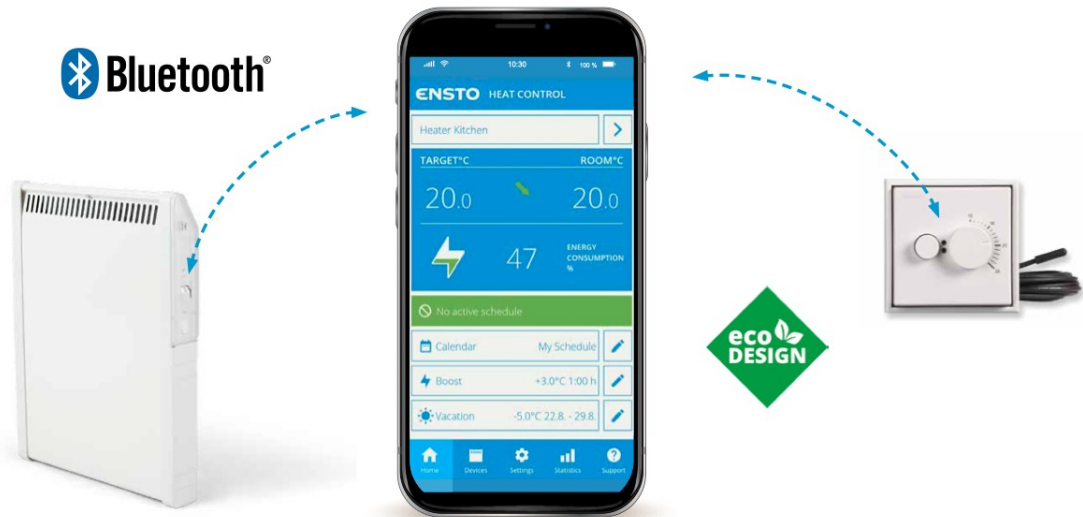 Bluetooth®
10:30
100 %
ENSTO HEAT CONTROL
Heater Kitchen
TARGET°C ROOM°C
20.0 20.0
47 ENERGY
CONSUMPTION
%
No active schedule
Calendar My Schedule
Boost +3.0°C 1:00 h
Vacation -5.0°C 22.8. - 29.8.
Home Devices Settings Statistics Support
eco
DESIGN